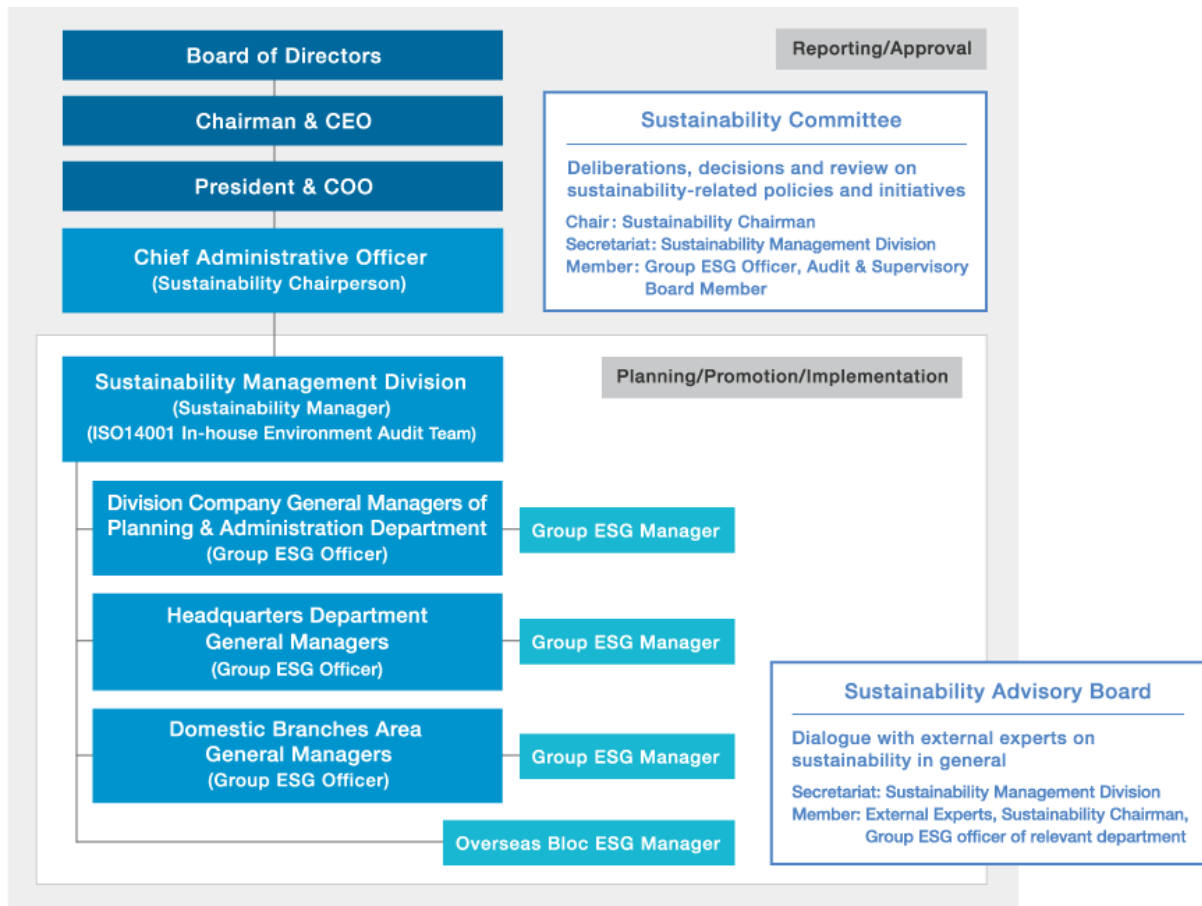 Board of Directors
Reporting/Approval
Chairman & CEO
President & COO
Chief Administrative Officer
(Sustainability Chairperson)
Sustainability Committee
Deliberations, decisions and review on
sustainability-related policies and initiatives
Chair: Sustainability Chairman
Secretariat: Sustainability Management Division
Member: Group ESG Officer, Audit & Supervisory
Board Member
Planning/Promotion/Implementation
Sustainability Management Division
(Sustainability Manager)
(ISO14001 In-house Environment Audit Team)
Division Company General Managers of
Planning & Administration Department
(Group ESG Officer)
Group ESG Manager
Headquarters Department
General Managers
(Group ESG Officer)
Group ESG Manager
Domestic Branches Area
General Managers
(Group ESG Officer)
Group ESG Manager
Overseas Bloc ESG Manager
Sustainability Advisory Board
Dialogue with external experts on
sustainability in general
Secretariat: Sustainability Management Division
Member: External Experts, Sustainability Chairman,
Group ESG officer of relevant department